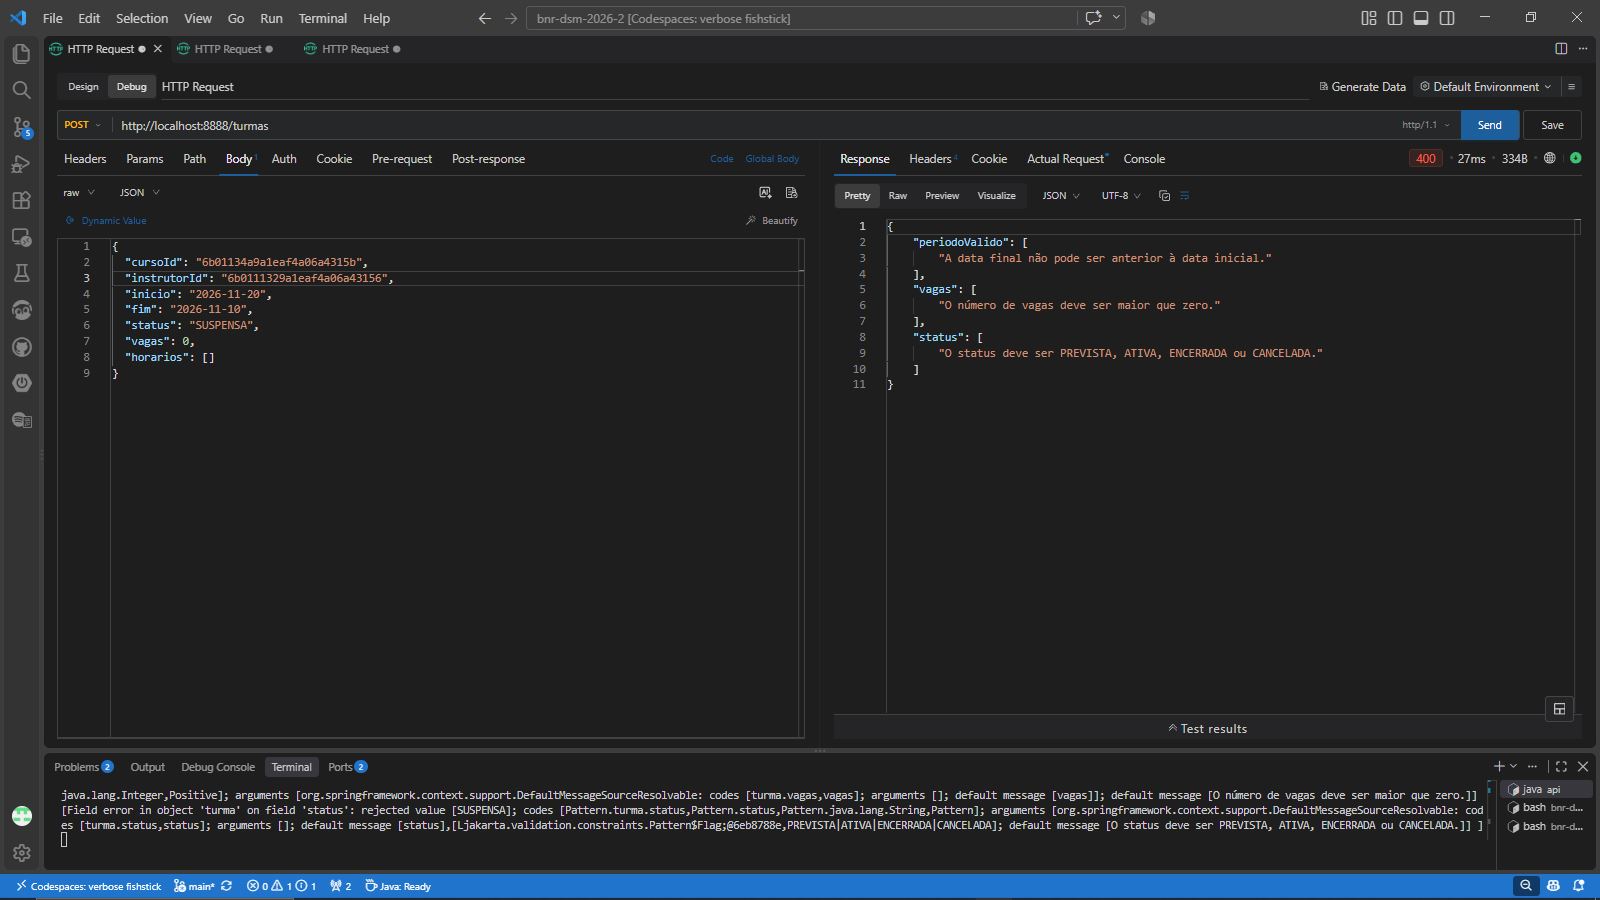 File Edit Selection View Go Run Terminal Help
bnr-dsm-2026-2 [Codespaces: verbose fishstick]
HTTP Request HTTP Request HTTP Request
Design Debug HTTP Request
Generate Data Default Environment
POST http://localhost:8888/turmas http/1.1 Send Save
Headers Params Path Body 1 Auth Cookie Pre-request Post-response Code Global Body
raw JSON
Dynamic Value Beautify
1 {
2 "cursoId": "6b01134a9a1eaf4a06a4315b",
3 "instrutorId": "6b0111329a1eaf4a06a43156",
4 "inicio": "2026-11-20",
5 "fim": "2026-11-10",
6 "status": "SUSPENSA",
7 "vagas": 0,
8 "horarios": []
9 }
Response Headers 4 Cookie Actual Request Console 400 27ms 334B
Pretty Raw Preview Visualize JSON UTF-8
1 {
2 "periodoValido": [
3 "A data final não pode ser anterior à data inicial."
4 ],
5 "vagas": [
6 "O número de vagas deve ser maior que zero."
7 ],
8 "status": [
9 "O status deve ser PREVISTA, ATIVA, ENCERRADA ou CANCELADA."
10 ]
11 }
Test results
Problems 2 Output Debug Console Terminal Ports 2
java.lang.Integer,Positive]; arguments [org.springframework.context.support.DefaultMessageSourceResolvable: codes [turma.vagas,vagas]; arguments []; default message [vagas]]; default message [O número de vagas deve ser maior que zero.]]
[Field error in object 'turma' on field 'status': rejected value [SUSPENSA]; codes [Pattern.turma.status,Pattern.status,Pattern.java.lang.String,Pattern]; arguments [org.springframework.context.support.DefaultMessageSourceResolvable: cod
es [turma.status,status]; arguments []; default message [status],[Ljakarta.validation.constraints.Pattern$Flag;@6eb8788e,PREVISTA|ATIVA|ENCERRADA|CANCELADA]; default message [O status deve ser PREVISTA, ATIVA, ENCERRADA ou CANCELADA.]] ]
java api
bash bnr-d...
bash bnr-d...
Codespaces: verbose fishstick main* 0 1 1 2 Java: Ready
5